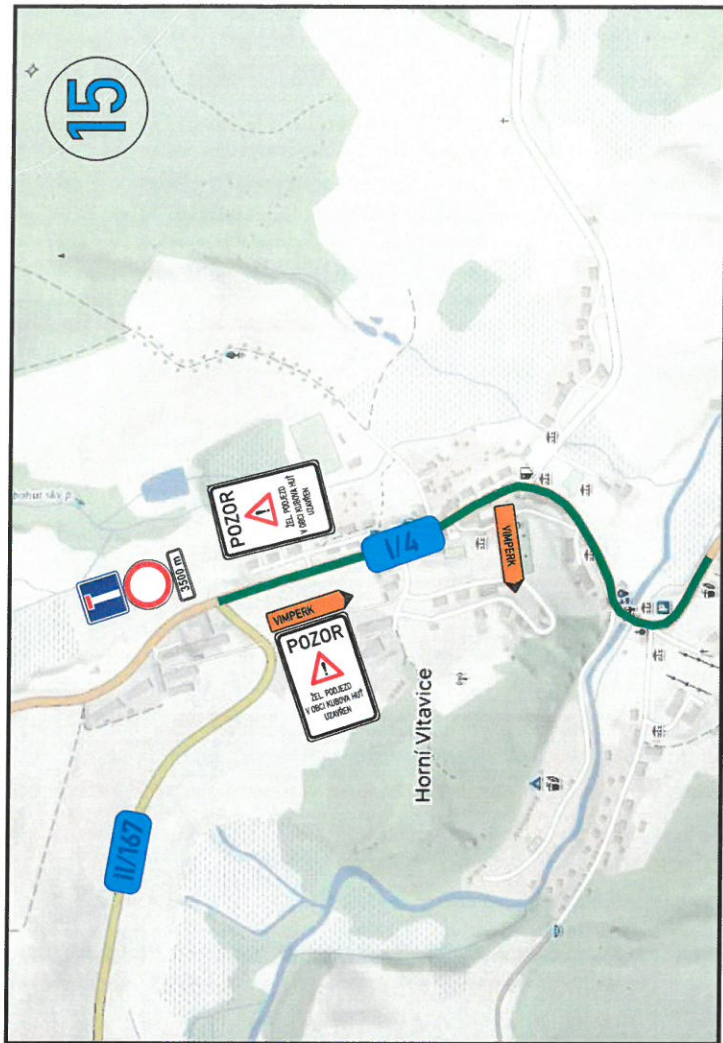 15
3500 m
POZOR
ŽEL. PODJEZD
V OBCI KUBOVA HUŤ
UZAVŘEN
I/4
VIMPERK
VIMPERK
POZOR
ŽEL. PODJEZD
V OBCI KUBOVA HUŤ
UZAVŘEN
Horní Vltavice
II/167
P